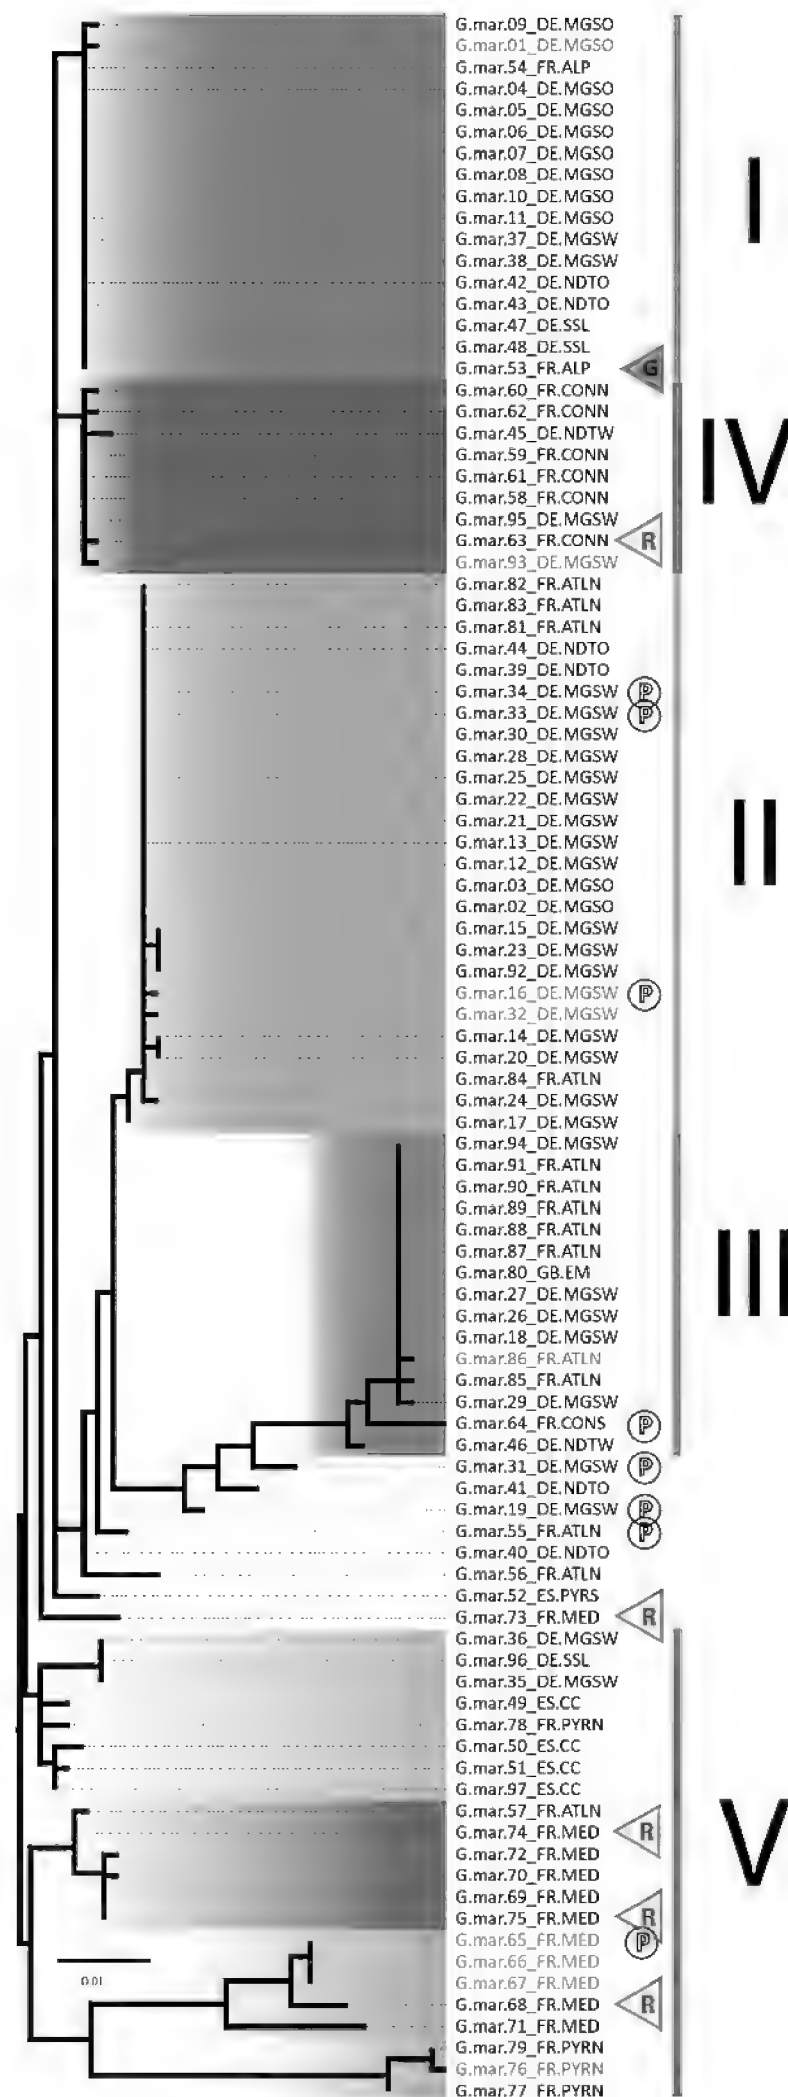 G.mar.09_DE.MGSO
G.mar.01_DE.MGSO
G.mar.54_FR.ALP
G.mar.04_DE.MGSO
G.mar.05_DE.MGSO
G.mar.06_DE.MGSO
G.mar.07_DE.MGSO
G.mar.08_DE.MGSO
G.mar.10_DE.MGSO
G.mar.11_DE.MGSO
G.mar.37_DE.MGSW
G.mar.38_DE.MGSW
G.mar.42_DE.NDTO
G.mar.43_DE.NDTO
G.mar.47_DE.SSL
G.mar.48_DE.SSL
G.mar.53_FR.ALP G
I
G.mar.60_FR.CONN
G.mar.62_FR.CONN
G.mar.45_DE.NDTW
G.mar.59_FR.CONN
G.mar.61_FR.CONN
G.mar.58_FR.CONN
G.mar.95_DE.MGSW
G.mar.63_FR.CONN R
G.mar.93_DE.MGSW
IV
G.mar.82_FR.ATLN
G.mar.83_FR.ATLN
G.mar.81_FR.ATLN
G.mar.44_DE.NDTO
G.mar.39_DE.NDTO
G.mar.34_DE.MGSW P
G.mar.33_DE.MGSW P
G.mar.30_DE.MGSW
G.mar.28_DE.MGSW
G.mar.25_DE.MGSW
G.mar.22_DE.MGSW
G.mar.21_DE.MGSW
G.mar.13_DE.MGSW
G.mar.12_DE.MGSW
G.mar.03_DE.MGSO
G.mar.02_DE.MGSO
G.mar.15_DE.MGSW
G.mar.23_DE.MGSW
G.mar.92_DE.MGSW
G.mar.16_DE.MGSW P
G.mar.32_DE.MGSW
G.mar.14_DE.MGSW
G.mar.20_DE.MGSW
G.mar.84_FR.ATLN
G.mar.24_DE.MGSW
G.mar.17_DE.MGSW
II
G.mar.94_DE.MGSW
G.mar.91_FR.ATLN
G.mar.90_FR.ATLN
G.mar.89_FR.ATLN
G.mar.88_FR.ATLN
G.mar.87_FR.ATLN
G.mar.80_GB.EM
G.mar.27_DE.MGSW
G.mar.26_DE.MGSW
G.mar.18_DE.MGSW
G.mar.86_FR.ATLN
G.mar.85_FR.ATLN
G.mar.29_DE.MGSW
G.mar.64_FR.CONS P
G.mar.46_DE.NDTW
III
G.mar.31_DE.MGSW P
G.mar.41_DE.NDTO
G.mar.19_DE.MGSW P
G.mar.55_FR.ATLN P
G.mar.40_DE.NDTO
G.mar.56_FR.ATLN
G.mar.52_ES.PYRS
G.mar.73_FR.MED R
G.mar.36_DE.MGSW
G.mar.96_DE.SSL
G.mar.35_DE.MGSW
G.mar.49_ES.CC
G.mar.78_FR.PYRN
G.mar.50_ES.CC
G.mar.51_ES.CC
G.mar.97_ES.CC
G.mar.57_FR.ATLN
G.mar.74_FR.MED R
G.mar.72_FR.MED
G.mar.70_FR.MED
G.mar.69_FR.MED
G.mar.75_FR.MED R
G.mar.65_FR.MED P
G.mar.66_FR.MED
G.mar.67_FR.MED
G.mar.68_FR.MED R
G.mar.71_FR.MED
G.mar.79_FR.PYRN
G.mar.76_FR.PYRN
G.mar.77_FR.PYRN
V
0.01